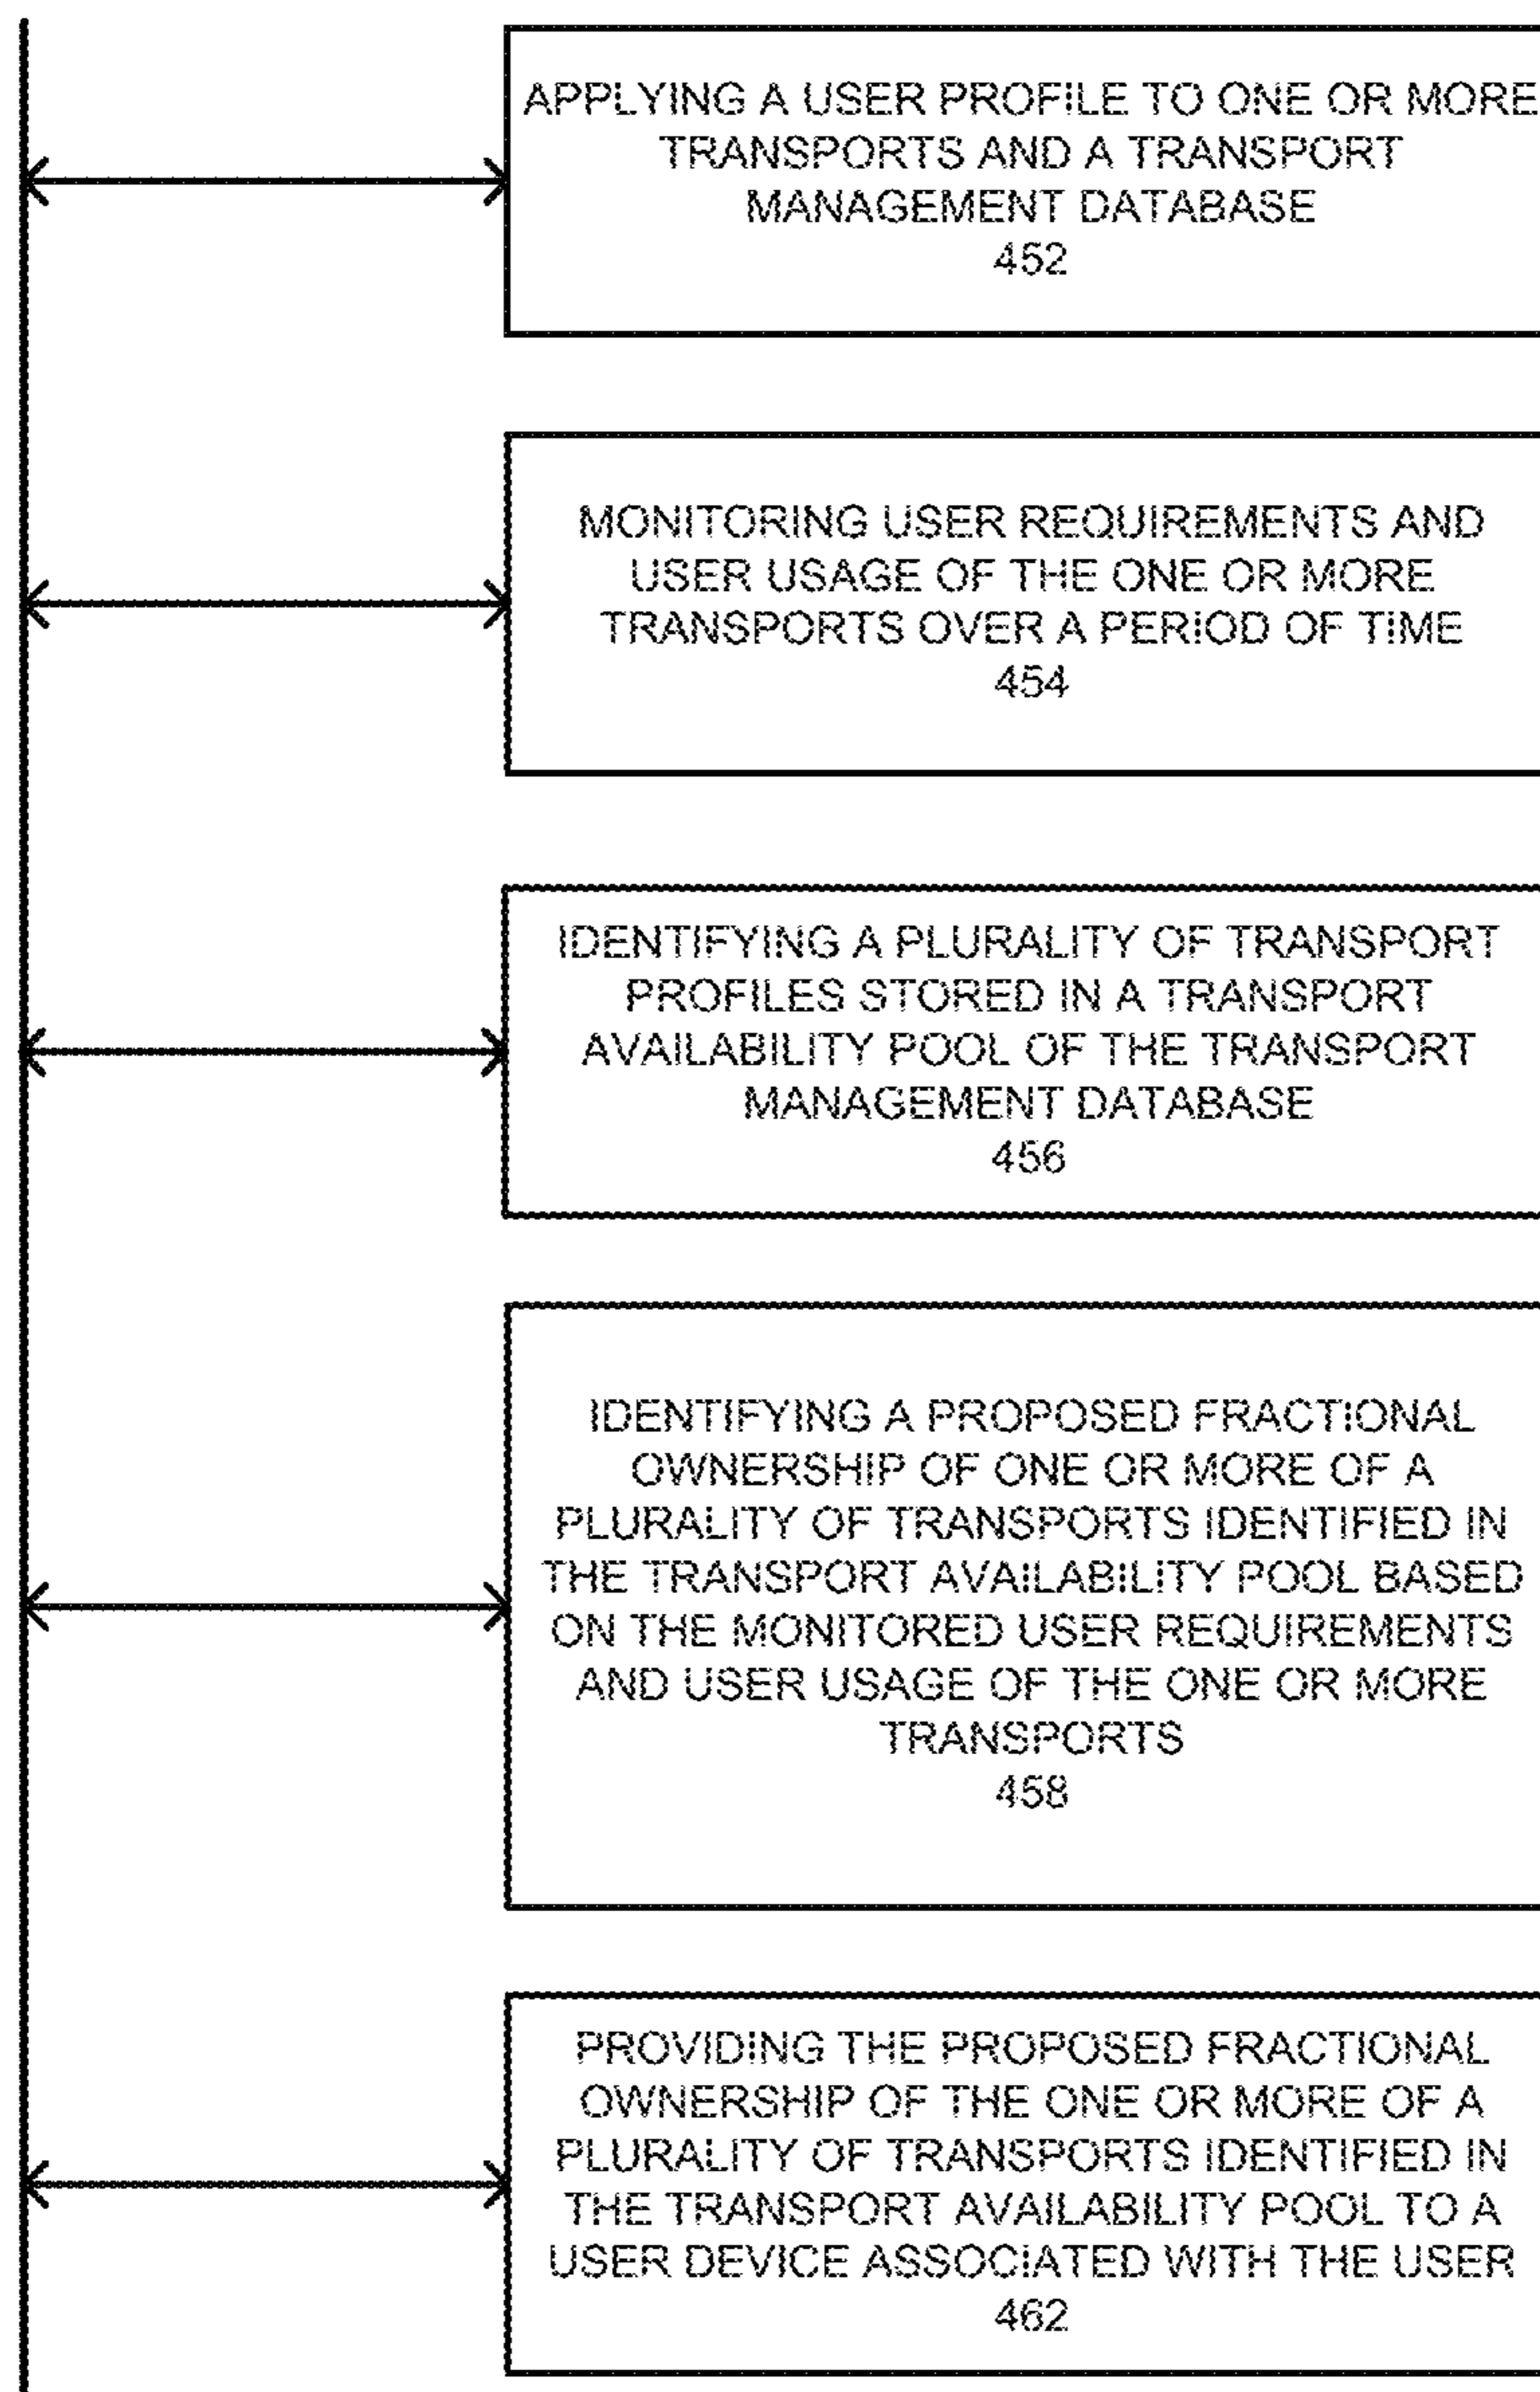 APPLYING A USER PROFILE TO ONE OR MORE
TRANSPORTS AND A TRANSPORT
MANAGEMENT DATABASE
452
MONITORING USER REQUIREMENTS AND
USER USAGE OF THE ONE OR MORE
TRANSPORTS OVER A PERIOD OF TIME
454
IDENTIFYING A PLURALITY OF TRANSPORT
PROFILES STORED IN A TRANSPORT
AVAILABILITY POOL OF THE TRANSPORT
MANAGEMENT DATABASE
456
IDENTIFYING A PROPOSED FRACTIONAL
OWNERSHIP OF ONE OR MORE OF A
PLURALITY OF TRANSPORTS IDENTIFIED IN
THE TRANSPORT AVAILABILITY POOL BASED
ON THE MONITORED USER REQUIREMENTS
AND USER USAGE OF THE ONE OR MORE
TRANSPORTS
458
PROVIDING THE PROPOSED FRACTIONAL
OWNERSHIP OF THE ONE OR MORE OF A
PLURALITY OF TRANSPORTS IDENTIFIED IN
THE TRANSPORT AVAILABILITY POOL TO A
USER DEVICE ASSOCIATED WITH THE USER
462